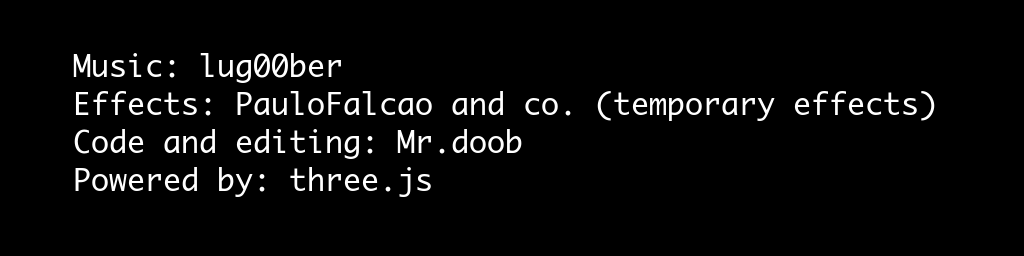 Music: lug00ber
Effects: PauloFalcao and co. (temporary effects)
Code and editing: Mr.doob
Powered by: three.js